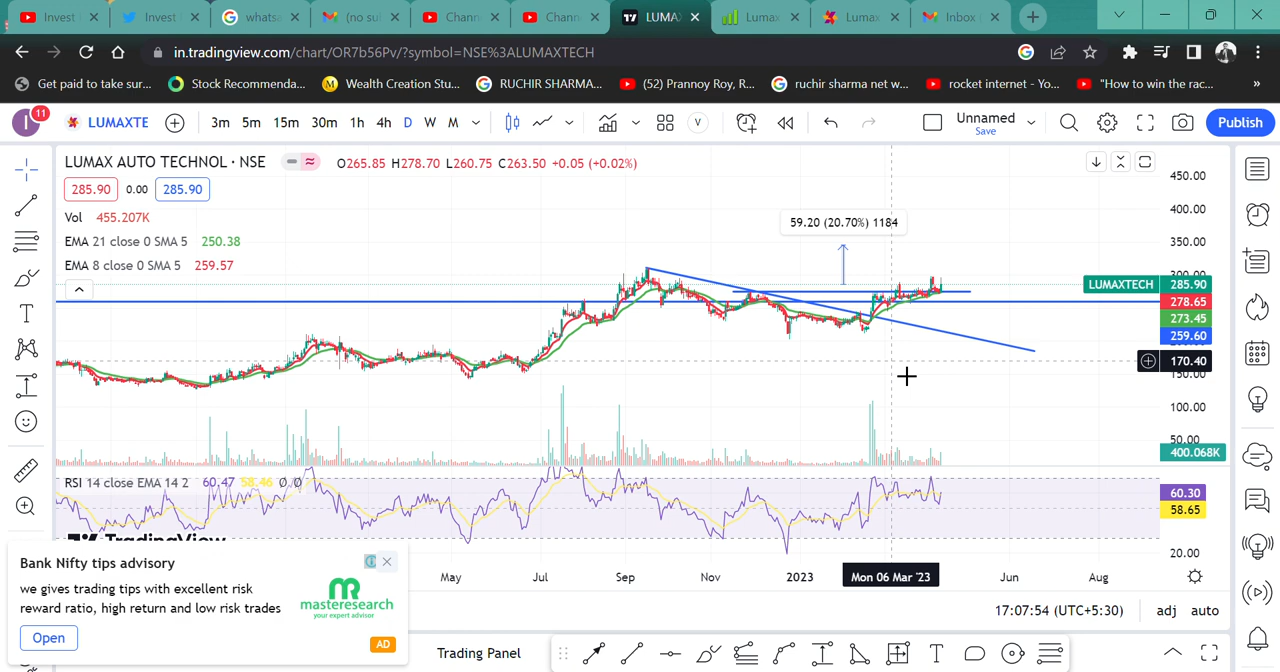 Invest
Invest
whats
(no su
Chann
Chann
LUMA
Lumax
Lumax
Inbox
in.tradingview.com/chart/OR7b56Pv/?symbol=NSE%3ALUMAXTECH
Get paid to take sur...
Stock Recommenda...
Wealth Creation Stu...
RUCHIR SHARMA...
(52) Prannoy Roy, R...
ruchir sharma net w...
rocket internet - Yo...
"How to win the rac...
»
I 11
LUMAXTE
3m 5m 15m 30m 1h 4h D W M
V
Unnamed
Save
Publish
LUMAX AUTO TECHNOL · NSE
O265.85 H278.70 L260.75 C263.50 +0.05 (+0.02%)
285.90 0.00 285.90
Vol 455.207K
EMA 21 close 0 SMA 5 250.38
EMA 8 close 0 SMA 5 259.57
59.20 (20.70%) 1184
450.00
400.00
350.00
300.00
LUMAXTECH 285.90
278.65
273.45
259.60
170.40
150.00
100.00
50.00
400.068K
RSI 14 close EMA 14 2 60.47 58.46 Ø Ø
60.30
58.65
20.00
TradingView
May Jul Sep Nov 2023 Mon 06 Mar '23 Jun Aug
17:07:54 (UTC+5:30) adj auto
Bank Nifty tips advisory
we gives trading tips with excellent risk
reward ratio, high return and low risk trades
masteresearch
your expert advisor
Open
AD
Trading Panel